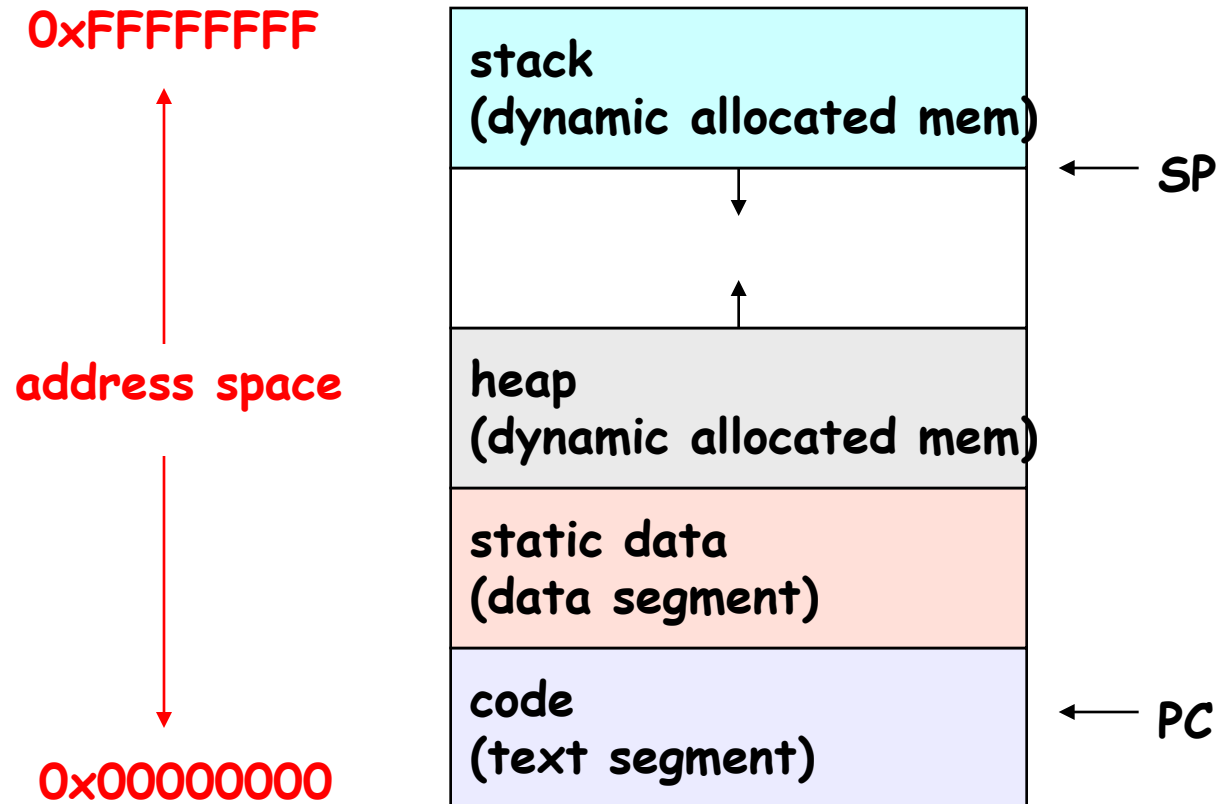 0xFFFFFFFF
stack
(dynamic allocated mem)
SP
address space
heap
(dynamic allocated mem)
static data
(data segment)
code
(text segment)
PC
0x00000000